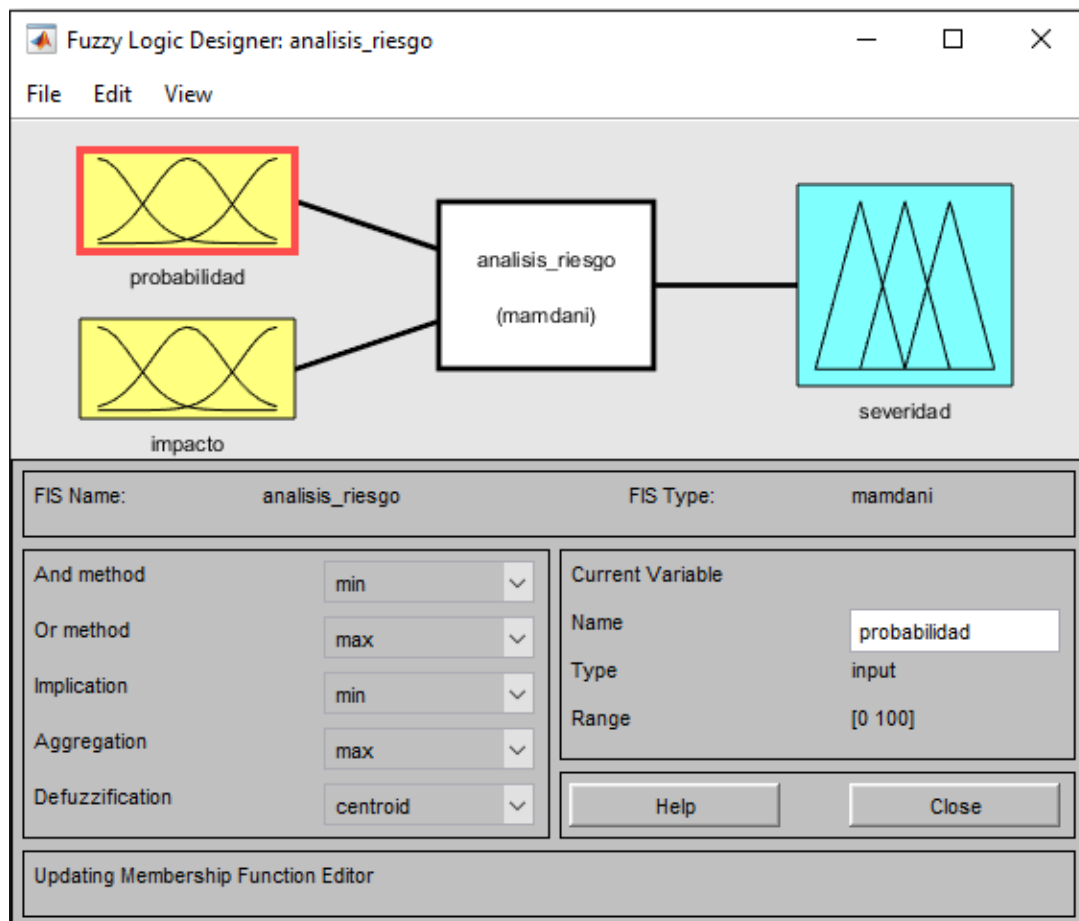 Fuzzy Logic Designer: analisis_riesgo
File Edit View
probabilidad
impacto
analisis_riesgo
(mamdani)
severidad
FIS Name: analisis_riesgo FIS Type: mamdani
And method min
Or method max
Implication min
Aggregation max
Defuzzification centroid
Current Variable
Name probabilidad
Type input
Range [0 100]
Help Close
Updating Membership Function Editor